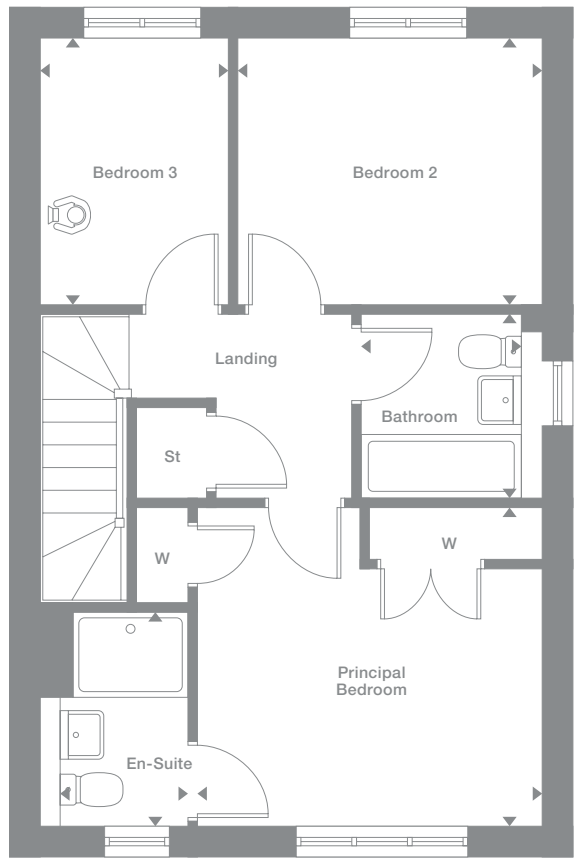 Bedroom 3
Bedroom 2
Landing
Bathroom
St
W
W
Principal
Bedroom
En-Suite